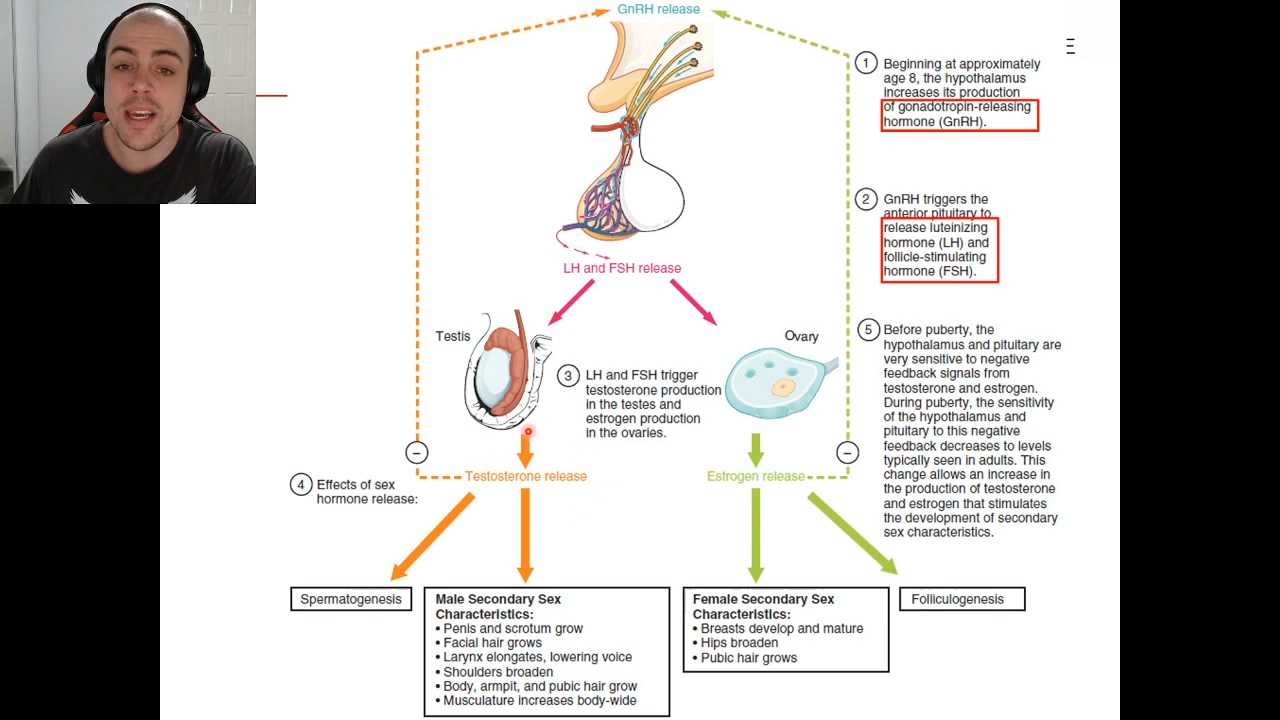 GnRH release
1 Beginning at approximately
age 8, the hypothalamus
increases its production
of gonadotropin-releasing
hormone (GnRH).
2 GnRH triggers the
anterior pituitary to
release luteinizing
hormone (LH) and
follicle-stimulating
hormone (FSH).
LH and FSH release
Testis
Ovary
3 LH and FSH trigger
testosterone production
in the testes and
estrogen production
in the ovaries.
5 Before puberty, the
hypothalamus and pituitary are
very sensitive to negative
feedback signals from
testosterone and estrogen.
During puberty, the sensitivity
of the hypothalamus and
pituitary to this negative
feedback decreases to levels
typically seen in adults. This
change allows an increase in
the production of testosterone
and estrogen that stimulates
the development of secondary
sex characteristics.
−
−
Testosterone release
Estrogen release
4 Effects of sex
hormone release:
Spermatogenesis
Male Secondary Sex
Characteristics:
• Penis and scrotum grow
• Facial hair grows
• Larynx elongates, lowering voice
• Shoulders broaden
• Body, armpit, and pubic hair grow
• Musculature increases body-wide
Female Secondary Sex
Characteristics:
• Breasts develop and mature
• Hips broaden
• Pubic hair grows
Folliculogenesis